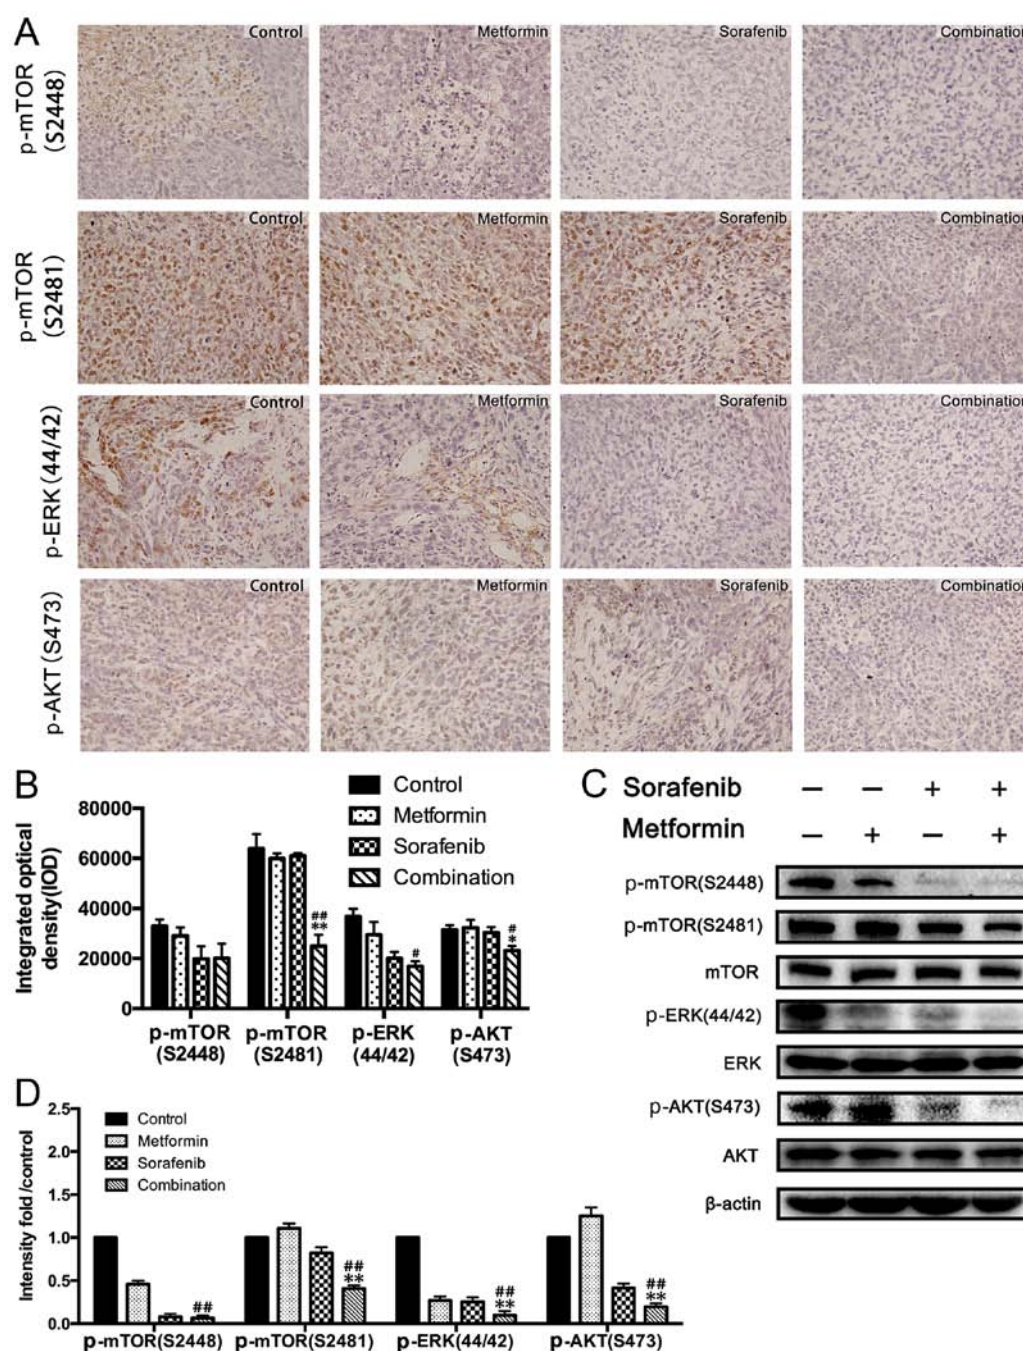 A
p-mTOR
(S2448)
Control
Metformin
Sorafenib
Combination
p-mTOR
(S2481)
Control
Metformin
Sorafenib
Combination
p-ERK(44/42)
Control
Metformin
Sorafenib
Combination
p-AKT(S473)
Control
Metformin
Sorafenib
Combination
B
Integrated optical
density(IOD)
80000
60000
40000
20000
0
Control
Metformin
Sorafenib
Combination
##
**
#
#
*
p-mTOR p-mTOR p-ERK p-AKT
(S2448) (S2481) (44/42) (S473)
C
Sorafenib − − + +
Metformin − + − +
p-mTOR(S2448)
p-mTOR(S2481)
mTOR
p-ERK(44/42)
ERK
p-AKT(S473)
AKT
β-actin
D
Intensity fold/control
2.5
2.0
1.5
1.0
0.5
0.0
Control
Metformin
Sorafenib
Combination
##
##
**
##
**
##
**
p-mTOR(S2448) p-mTOR(S2481) p-ERK(44/42) p-AKT(S473)